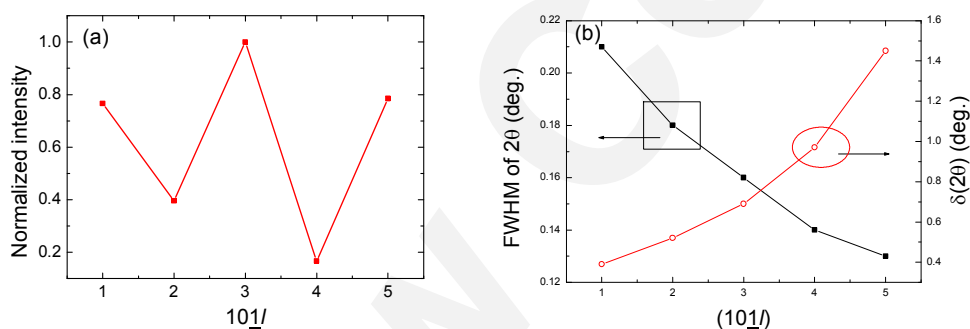 (a)
Normalized intensity
1.0
0.8
0.6
0.4
0.2
1 2 3 4 5
101l
(b)
FWHM of 2θ (deg.)
0.22
0.20
0.18
0.16
0.14
0.12
1 2 3 4 5
(101l)
1.6
1.4
1.2
1.0
0.8
0.6
0.4
δ(2θ) (deg.)